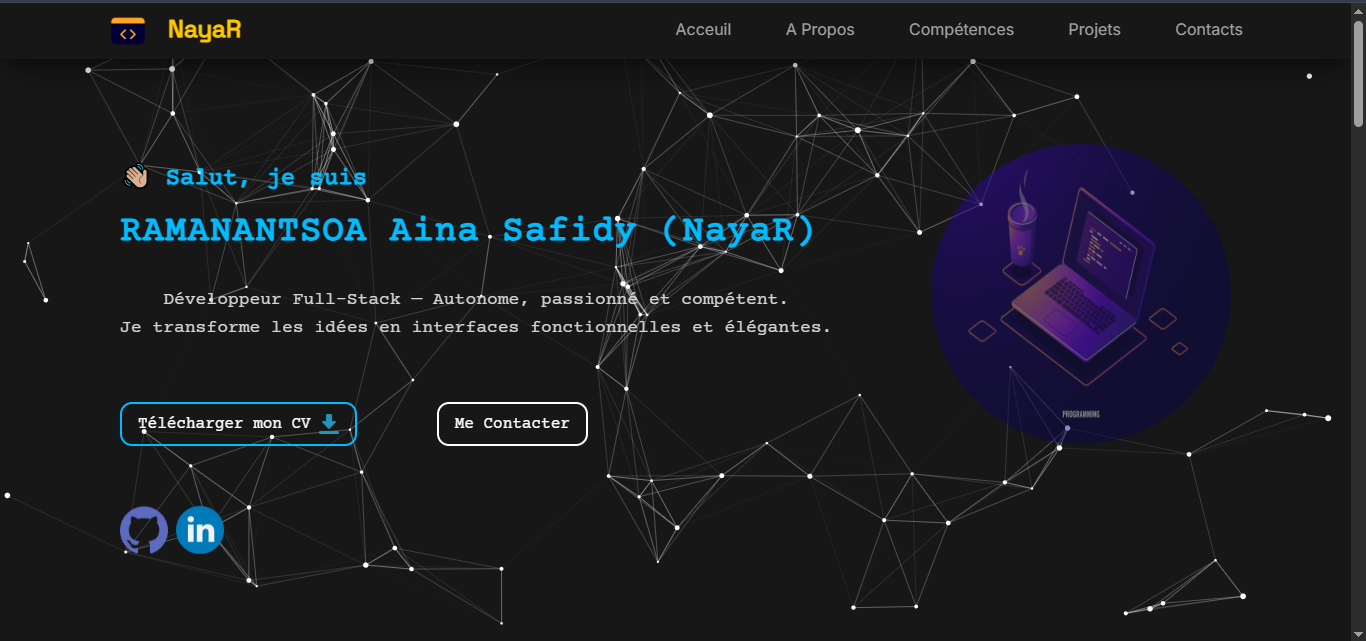 NayaR
Acceuil
A Propos
Compétences
Projets
Contacts
Salut, je suis
RAMANANTSOA Aina Safidy (NayaR)
Développeur Full-Stack — Autonome, passionné et compétent.
Je transforme les idées en interfaces fonctionnelles et élégantes.
Télécharger mon CV
Me Contacter
PROGRAMMING
in